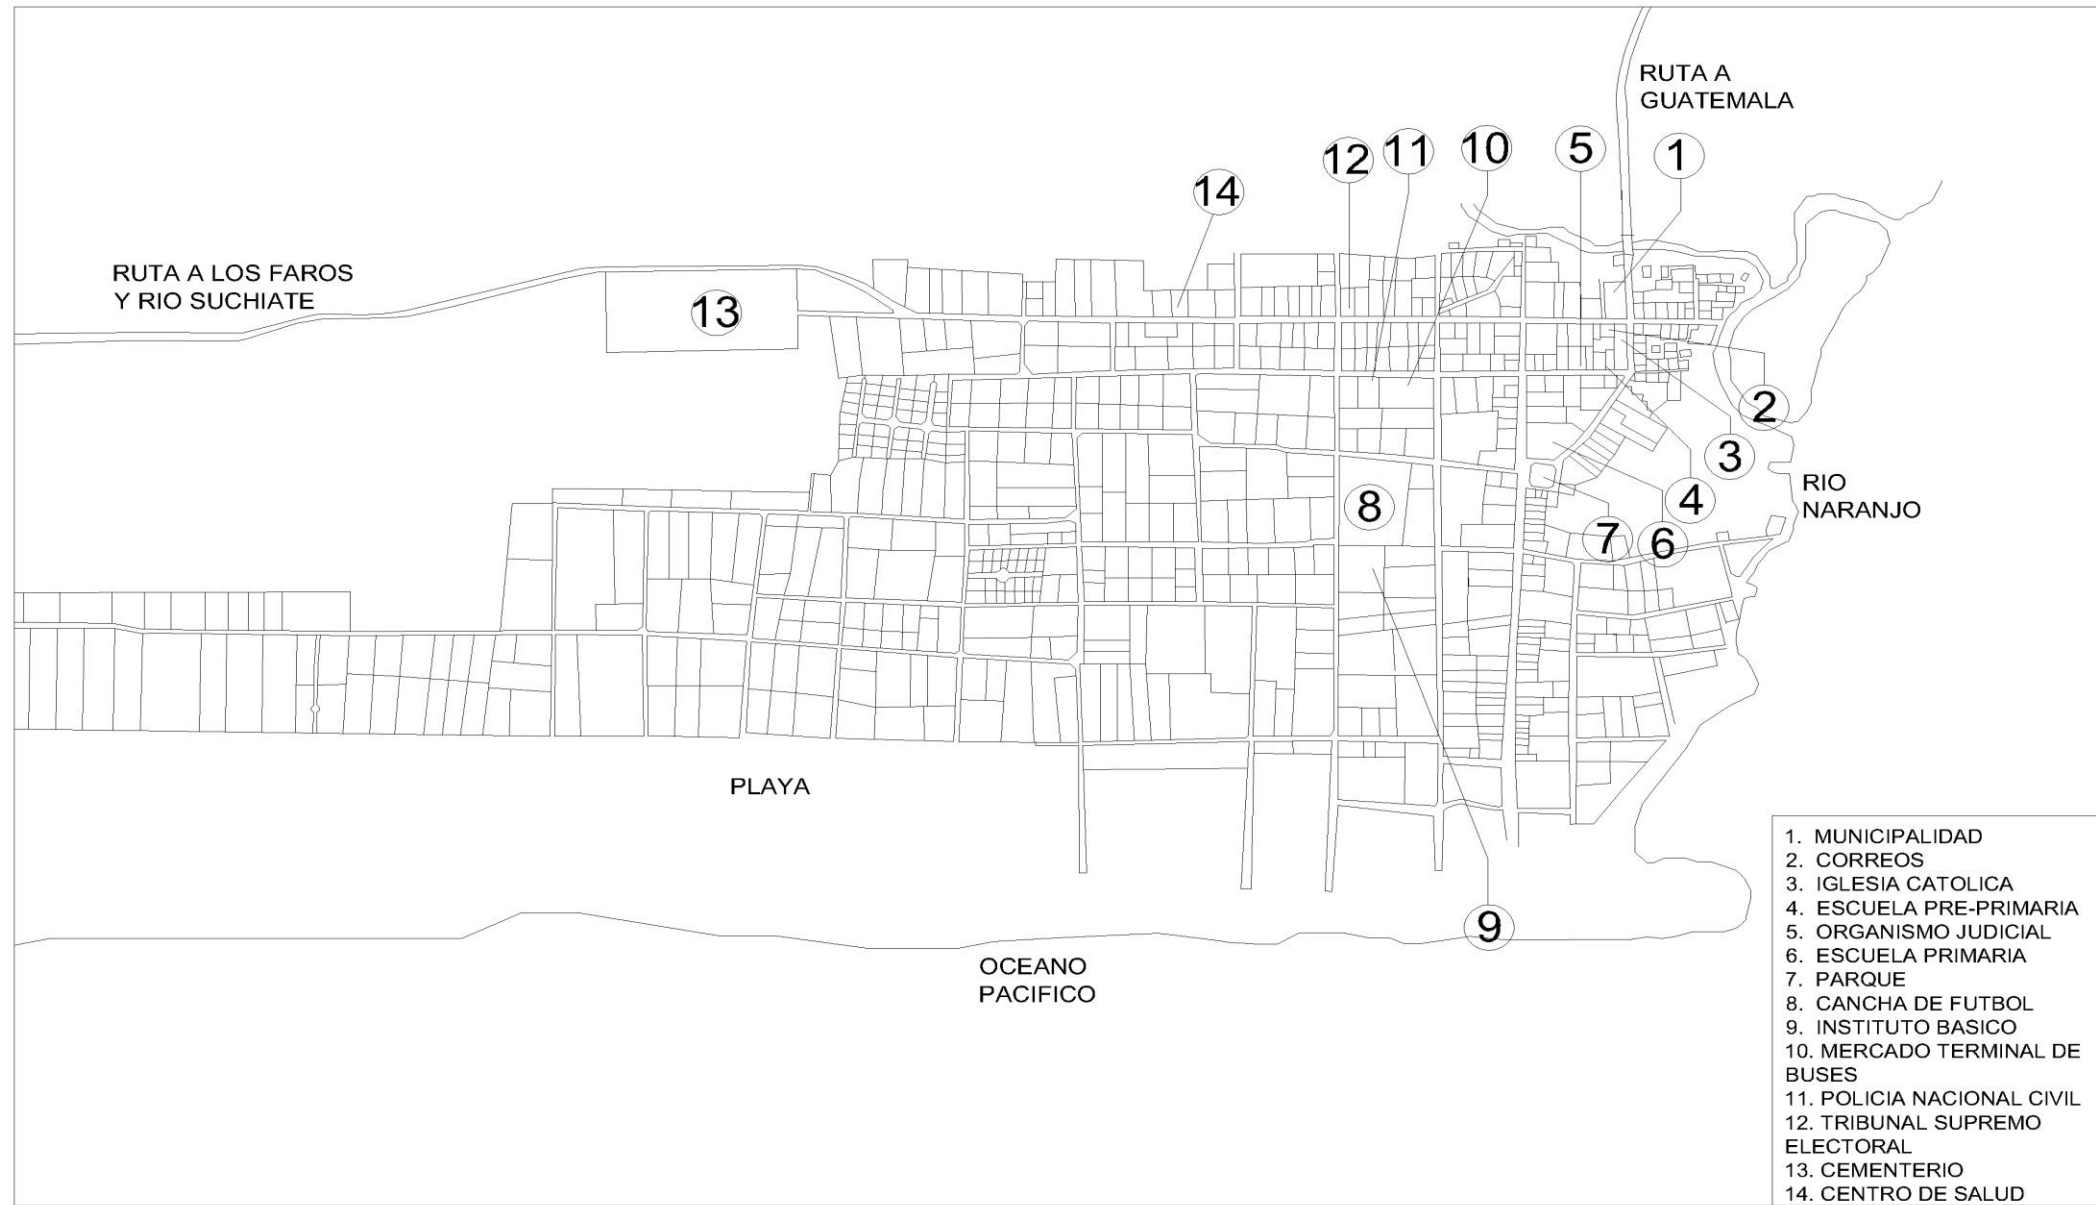 RUTA A
GUATEMALA
12
11
10
5
1
14
RUTA A LOS FAROS
Y RIO SUCHIATE
13
2
3
4
RIO
NARANJO
8
7
6
PLAYA
9
OCEANO
PACIFICO
1. MUNICIPALIDAD
2. CORREOS
3. IGLESIA CATOLICA
4. ESCUELA PRE-PRIMARIA
5. ORGANISMO JUDICIAL
6. ESCUELA PRIMARIA
7. PARQUE
8. CANCHA DE FUTBOL
9. INSTITUTO BASICO
10. MERCADO TERMINAL DE
BUSES
11. POLICIA NACIONAL CIVIL
12. TRIBUNAL SUPREMO
ELECTORAL
13. CEMENTERIO
14. CENTRO DE SALUD